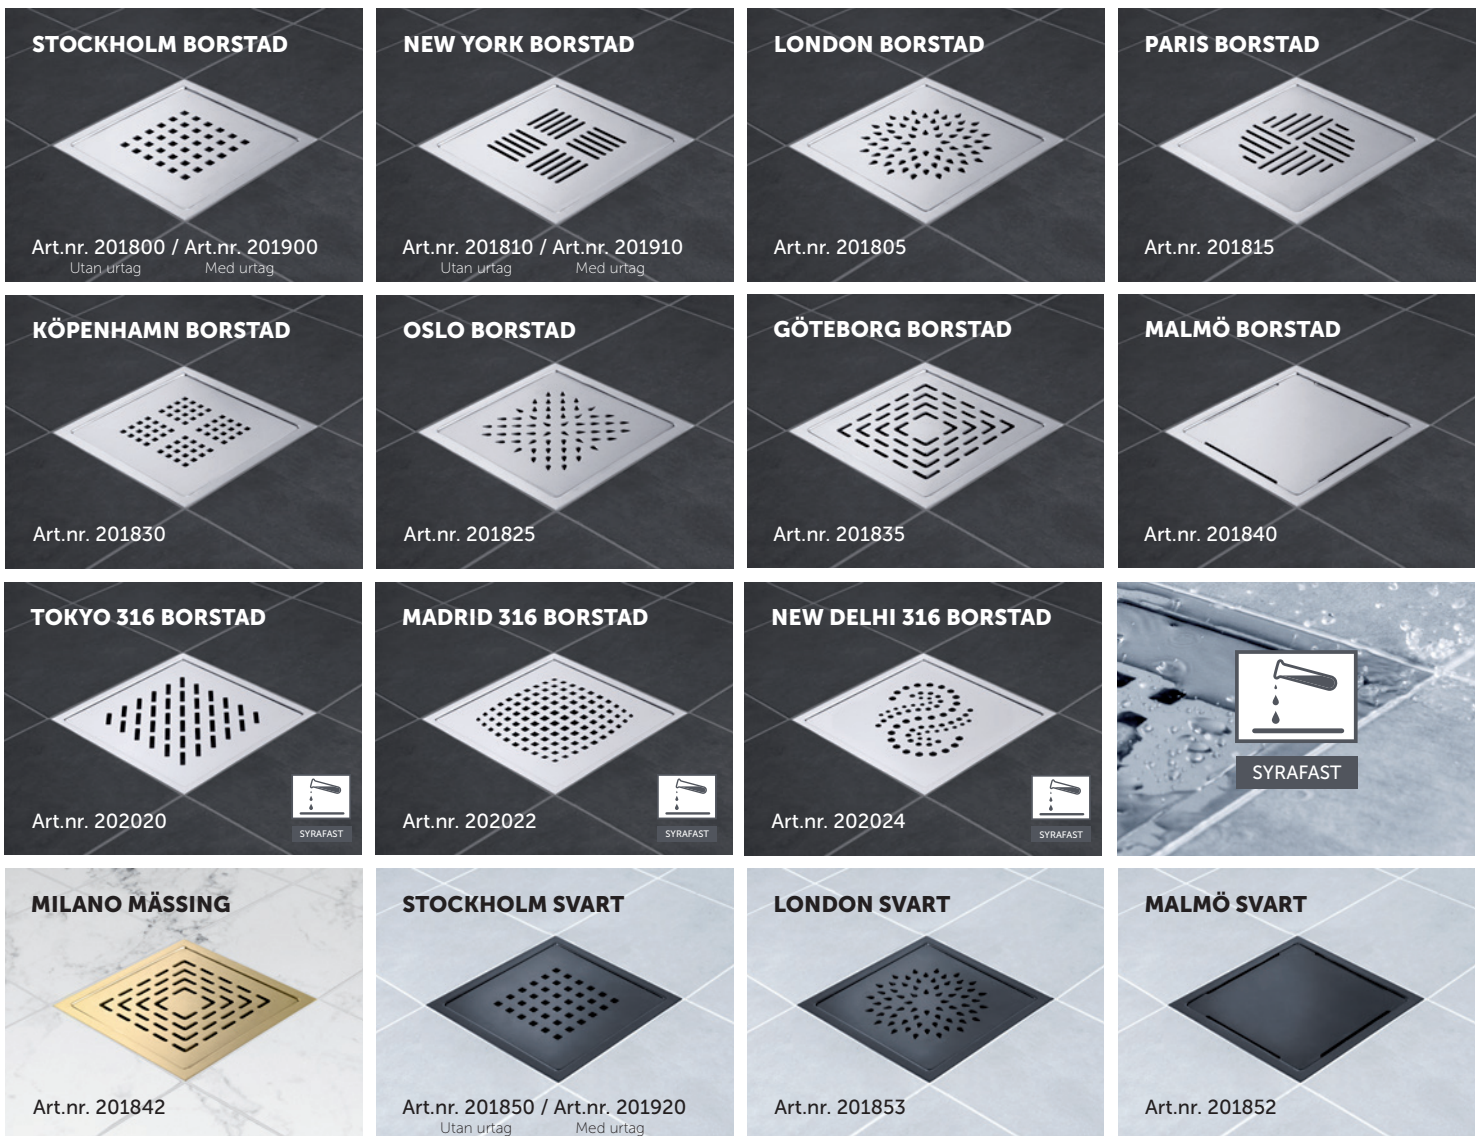 STOCKHOLM BORSTAD
Art.nr. 201800 / Art.nr. 201900
Utan urtag Med urtag
NEW YORK BORSTAD
Art.nr. 201810 / Art.nr. 201910
Utan urtag Med urtag
LONDON BORSTAD
Art.nr. 201805
PARIS BORSTAD
Art.nr. 201815
KÖPENHAMN BORSTAD
Art.nr. 201830
OSLO BORSTAD
Art.nr. 201825
GÖTEBORG BORSTAD
Art.nr. 201835
MALMÖ BORSTAD
Art.nr. 201840
TOKYO 316 BORSTAD
Art.nr. 202020
SYRAFAST
MADRID 316 BORSTAD
Art.nr. 202022
SYRAFAST
NEW DELHI 316 BORSTAD
Art.nr. 202024
SYRAFAST
SYRAFAST
MILANO MÄSSING
Art.nr. 201842
STOCKHOLM SVART
Art.nr. 201850 / Art.nr. 201920
Utan urtag Med urtag
LONDON SVART
Art.nr. 201853
MALMÖ SVART
Art.nr. 201852